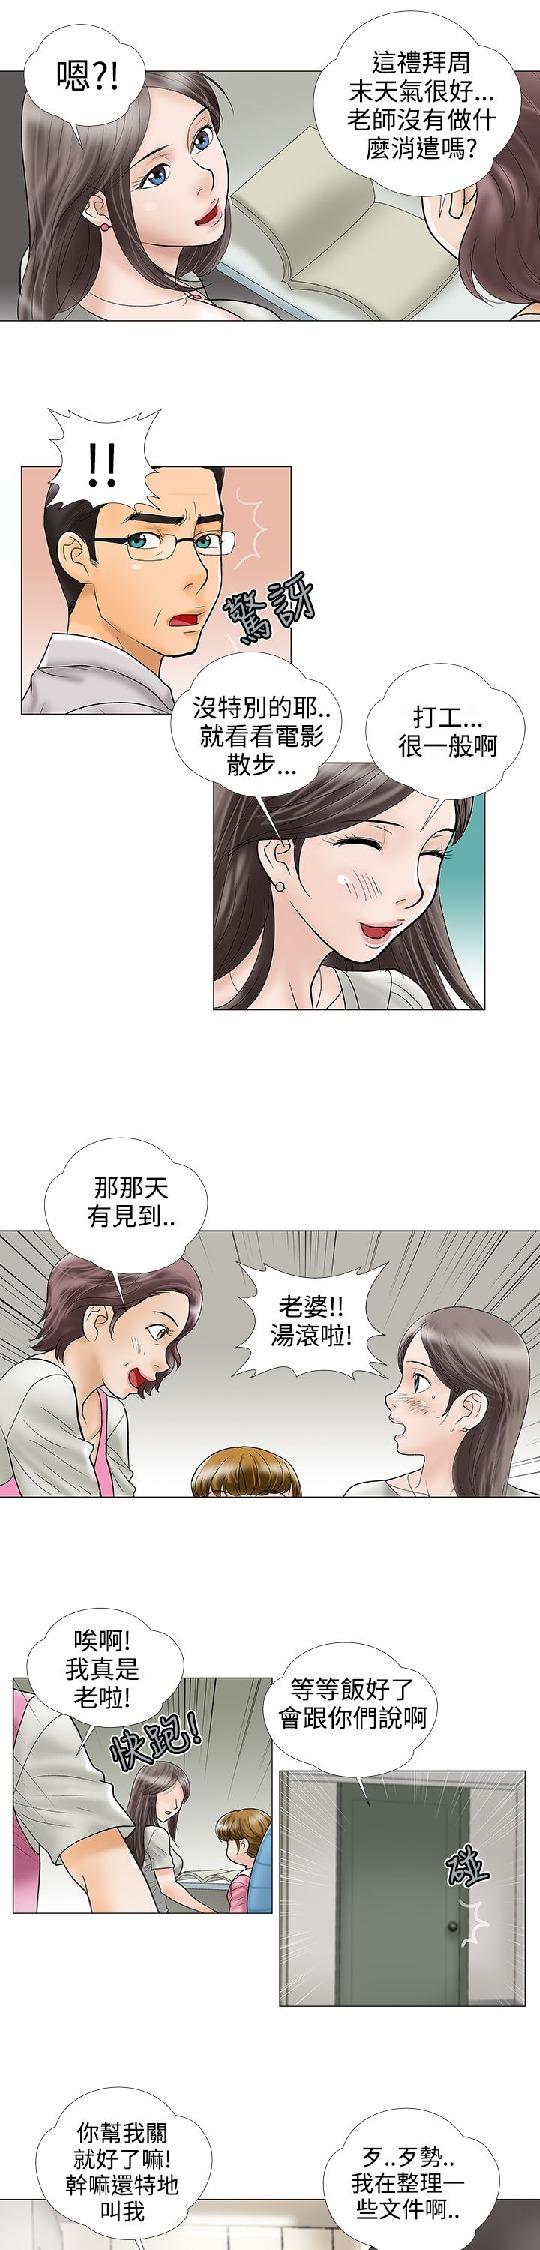 嗯?!
這禮拜周
末天氣很好...
老師沒有做什
麼消遣嗎?
!!
驚訝
沒特別的耶..
就看看電影
散步...
打工...
很一般啊
那那天
有見到..
老婆!!
湯滾啦!
唉啊!
我真是
老啦!
快跑!
等等飯好了
會跟你們說啊
碰
你幫我關
就好了嘛!
幹嘛還特地
叫我
歹..歹勢..
我在整理一
些文件啊..